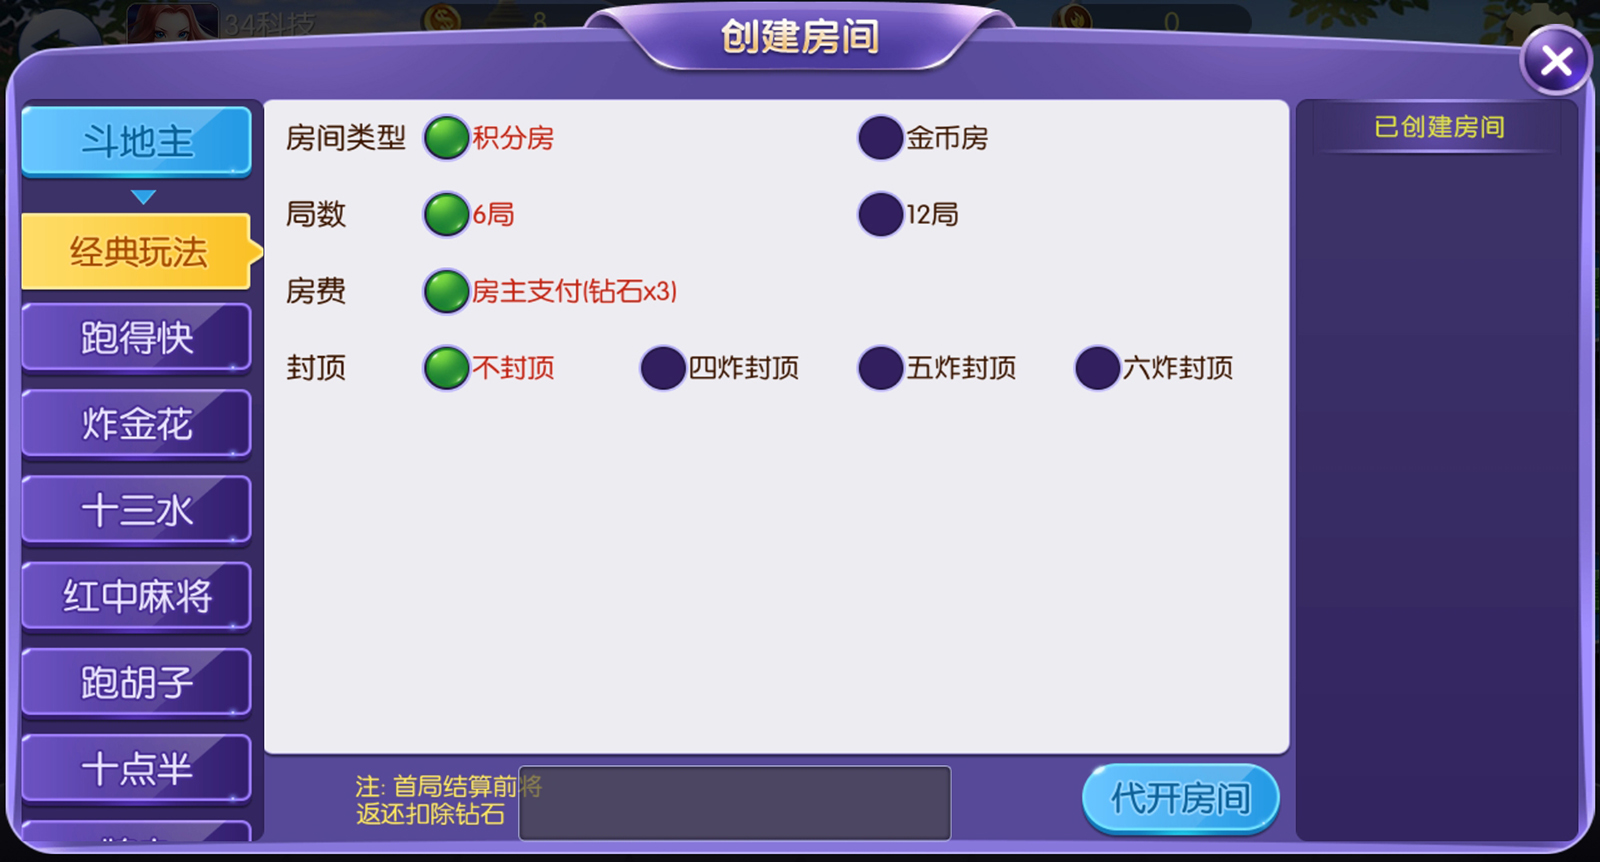 34科技
8
0
创建房间
斗地主
经典玩法
跑得快
炸金花
十三水
红中麻将
跑胡子
十点半
房间类型 积分房 金币房
局数 6局 12局
房费 房主支付(钻石x3)
封顶 不封顶 四炸封顶 五炸封顶 六炸封顶
注: 首局结算前将
返还扣除钻石
代开房间
已创建房间